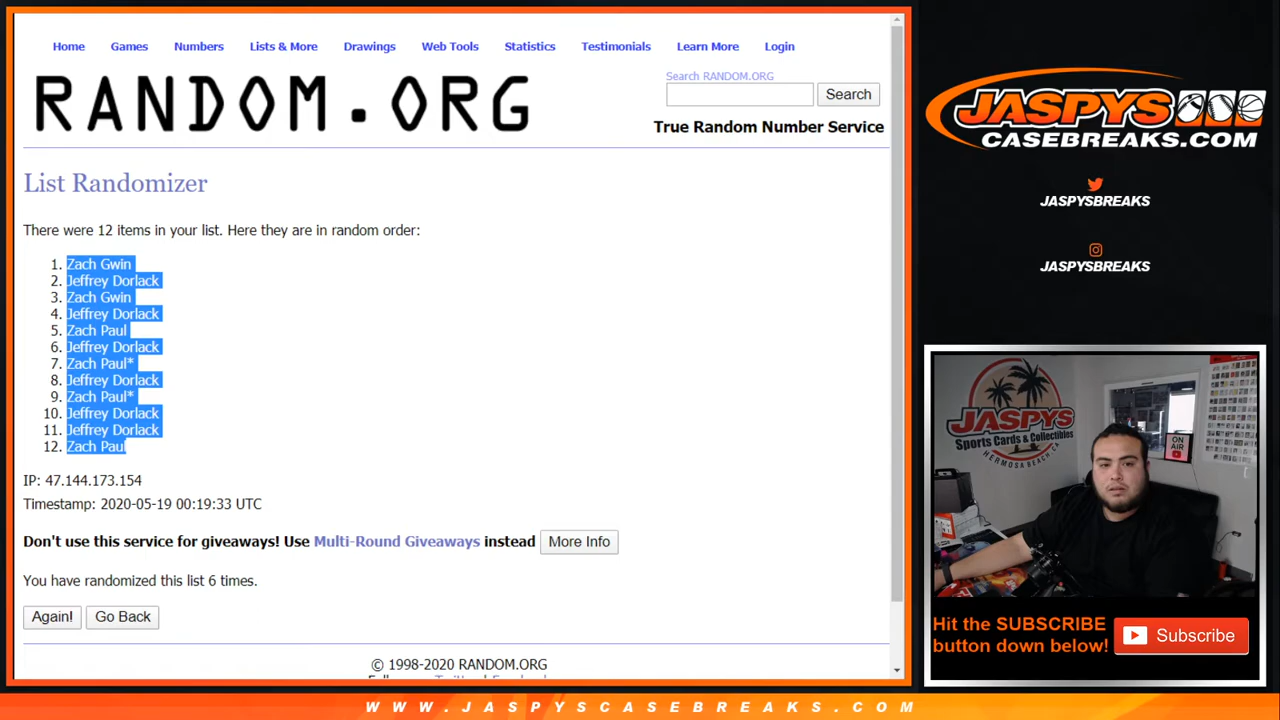 Home Games Numbers Lists & More Drawings Web Tools Statistics Testimonials Learn More Login
RANDOM.ORG
Search RANDOM.ORG
Search
True Random Number Service
List Randomizer
There were 12 items in your list. Here they are in random order:
1. Zach Gwin
2. Jeffrey Dorlack
3. Zach Gwin
4. Jeffrey Dorlack
5. Zach Paul
6. Jeffrey Dorlack
7. Zach Paul*
8. Jeffrey Dorlack
9. Zach Paul*
10. Jeffrey Dorlack
11. Jeffrey Dorlack
12. Zach Paul
IP: 47.144.173.154
Timestamp: 2020-05-19 00:19:33 UTC
Don't use this service for giveaways! Use Multi-Round Giveaways instead More Info
You have randomized this list 6 times.
Again! Go Back
© 1998-2020 RANDOM.ORG
JASPYS
CASEBREAKS.COM
JASPYSBREAKS
JASPYSBREAKS
JASPYS
Sports Cards & Collectibles
HERMOSA BEACH CA
ON
AIR
Hit the SUBSCRIBE
button down below!
Subscribe
WWW.JASPYSCASEBREAKS.COM